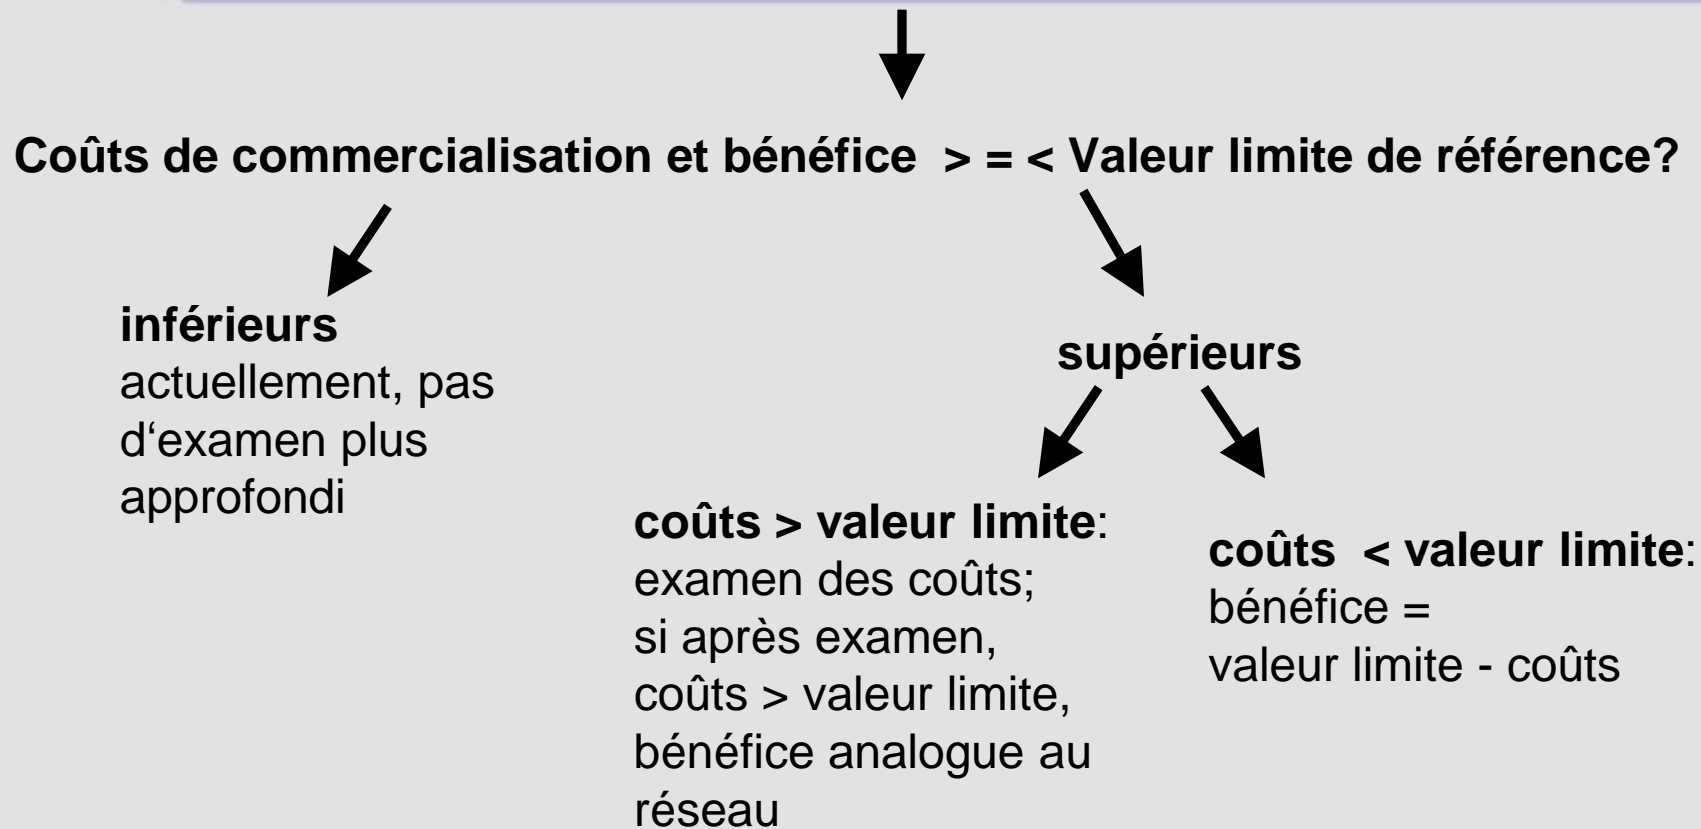 Coûts de commercialisation et bénéfice > = < Valeur limite de référence?
inférieurs
actuellement, pas
d‘examen plus
approfondi
supérieurs
coûts > valeur limite:
examen des coûts;
si après examen,
coûts > valeur limite,
bénéfice analogue au
réseau
coûts < valeur limite:
bénéfice =
valeur limite - coûts